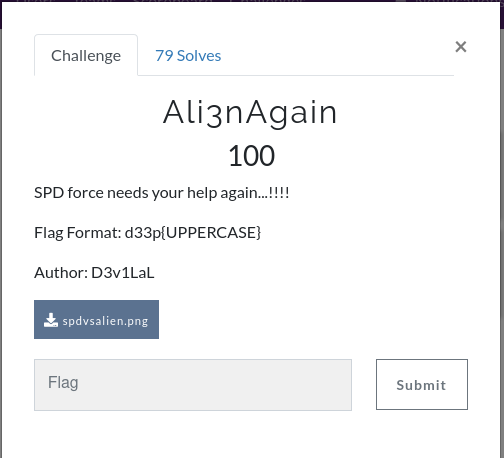 Challenge
79 Solves
×
Ali3nAgain
100
SPD force needs your help again...!!!!
Flag Format: d33p{UPPERCASE}
Author: D3v1LaL
spdvsalien.png
Flag
Submit